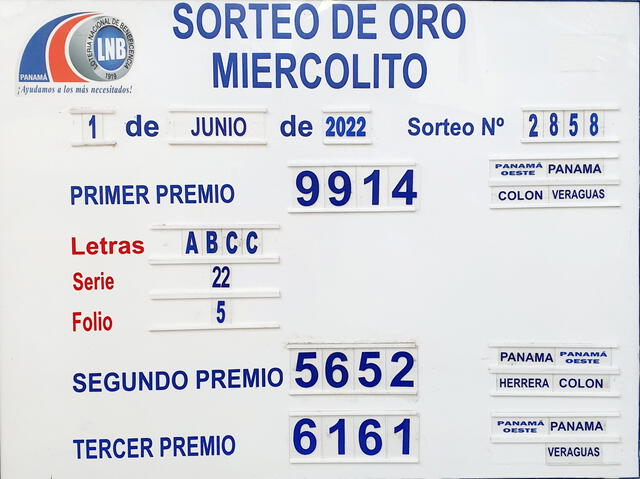 SORTEO DE ORO
MIERCOLITO
LOTERIA NACIONAL DE BENEFICENCIA
LNB
1919
PANAMÁ
¡Ayudamos a los más necesitados!
1 de JUNIO de 2022 Sorteo Nº 2858
PRIMER PREMIO 9914 PANAMÁ OESTE PANAMA
COLON VERAGUAS
Letras ABCC
Serie 22
Folio 5
SEGUNDO PREMIO 5652 PANAMA PANAMÁ OESTE
HERRERA COLON
TERCER PREMIO 6161 PANAMÁ OESTE PANAMA
VERAGUAS